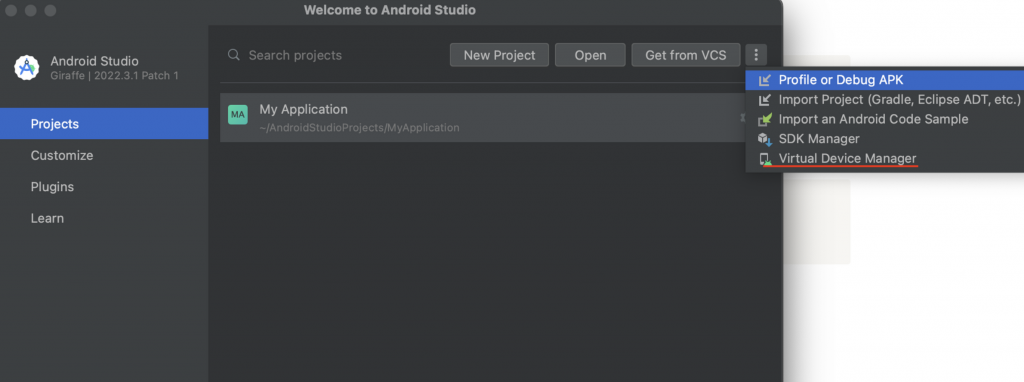 Welcome to Android Studio
Android Studio
Giraffe | 2022.3.1 Patch 1
Projects
Customize
Plugins
Learn
Search projects
New Project
Open
Get from VCS
MA
My Application
~/AndroidStudioProjects/MyApplication
Profile or Debug APK
Import Project (Gradle, Eclipse ADT, etc.)
Import an Android Code Sample
SDK Manager
Virtual Device Manager